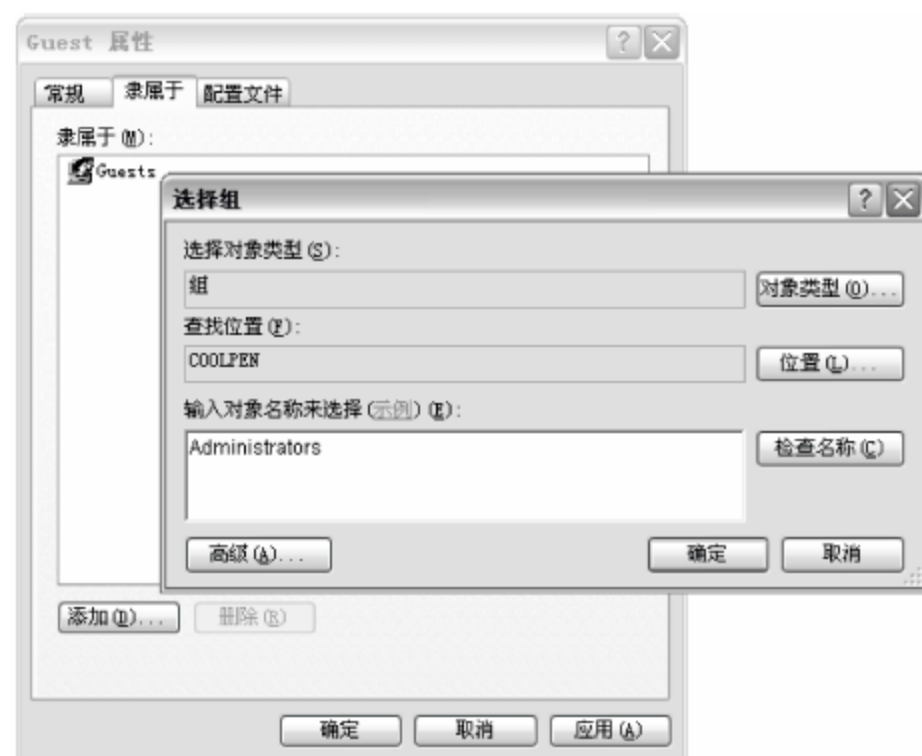 Guest 属性
常规 隶属于 配置文件
隶属于(M):
Guests
选择组
选择对象类型(S):
组
对象类型(O)...
查找位置(F):
COOLPEN
位置(L)...
输入对象名称来选择(示例)(E):
Administrators
检查名称(C)
高级(A)...
确定 取消
添加(D)... 删除(R)
确定 取消 应用(A)